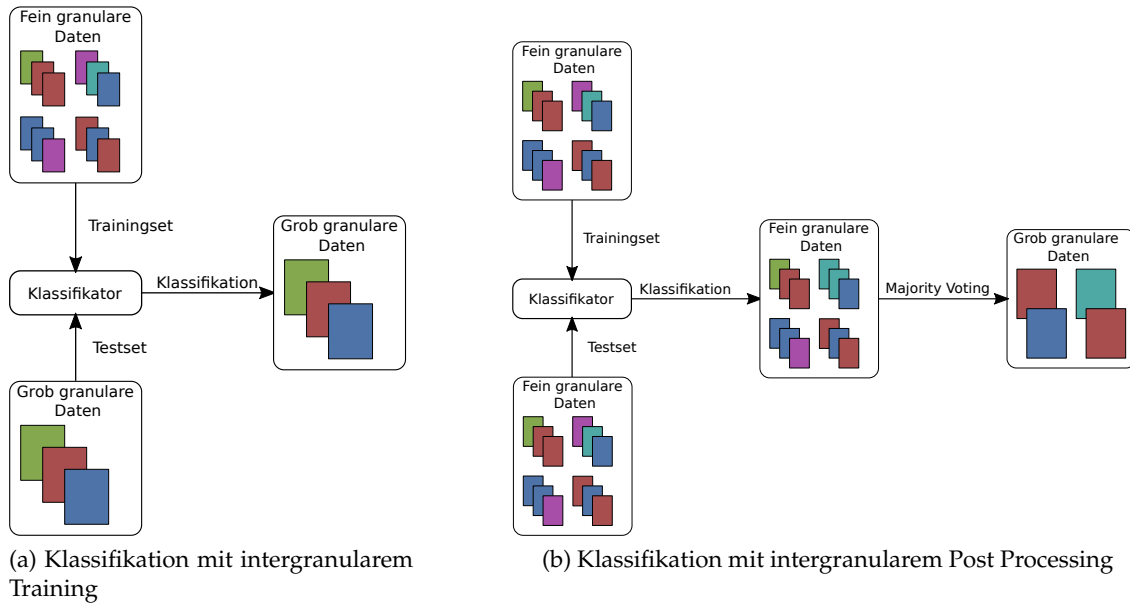 Fein granulare
Daten
Trainingset
Klassifikator
Klassifikation
Grob granulare
Daten
Testset
Grob granulare
Daten
(a) Klassifikation mit intergranularem
Training
Fein granulare
Daten
Trainingset
Klassifikator
Klassifikation
Fein granulare
Daten
Majority Voting
Grob granulare
Daten
Testset
Fein granulare
Daten
(b) Klassifikation mit intergranularem Post Processing